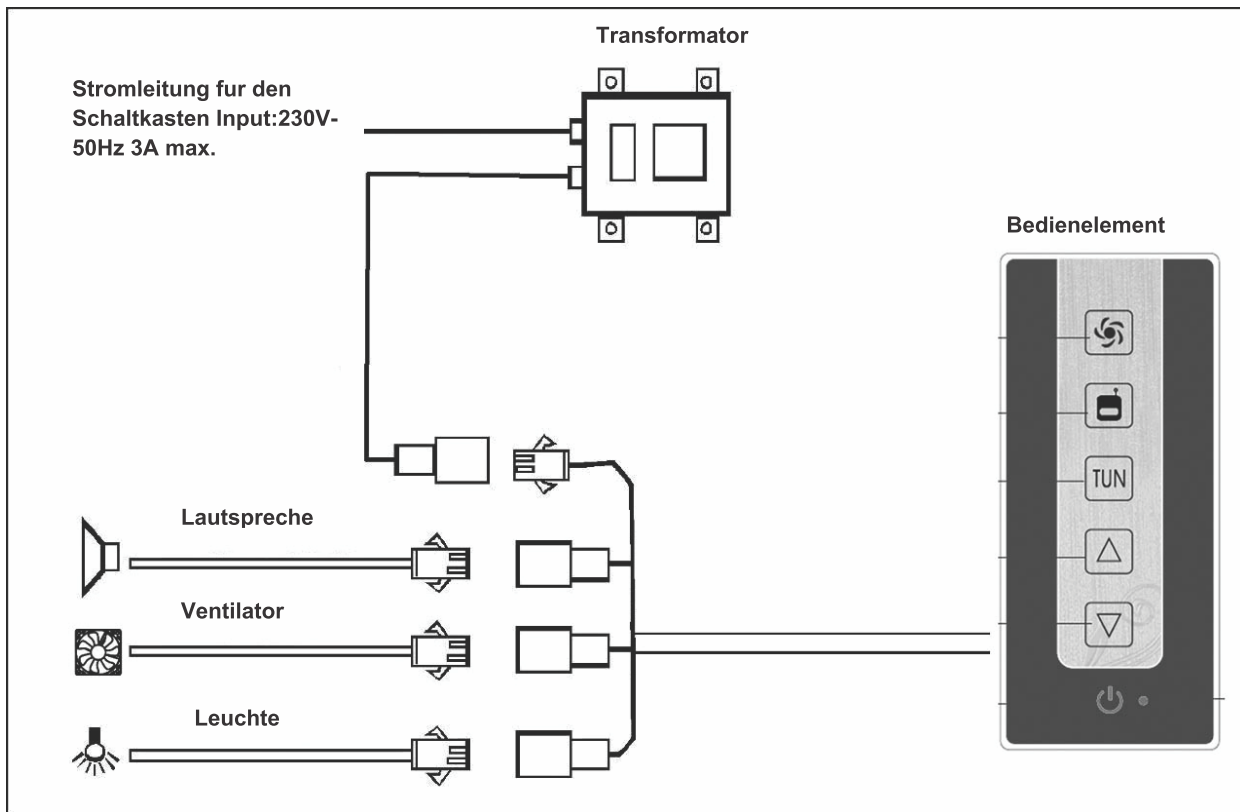 Transformator
Stromleitung fur den
Schaltkasten Input:230V-
50Hz 3A max.
Bedienelement
TUN
Lautspreche
Ventilator
Leuchte